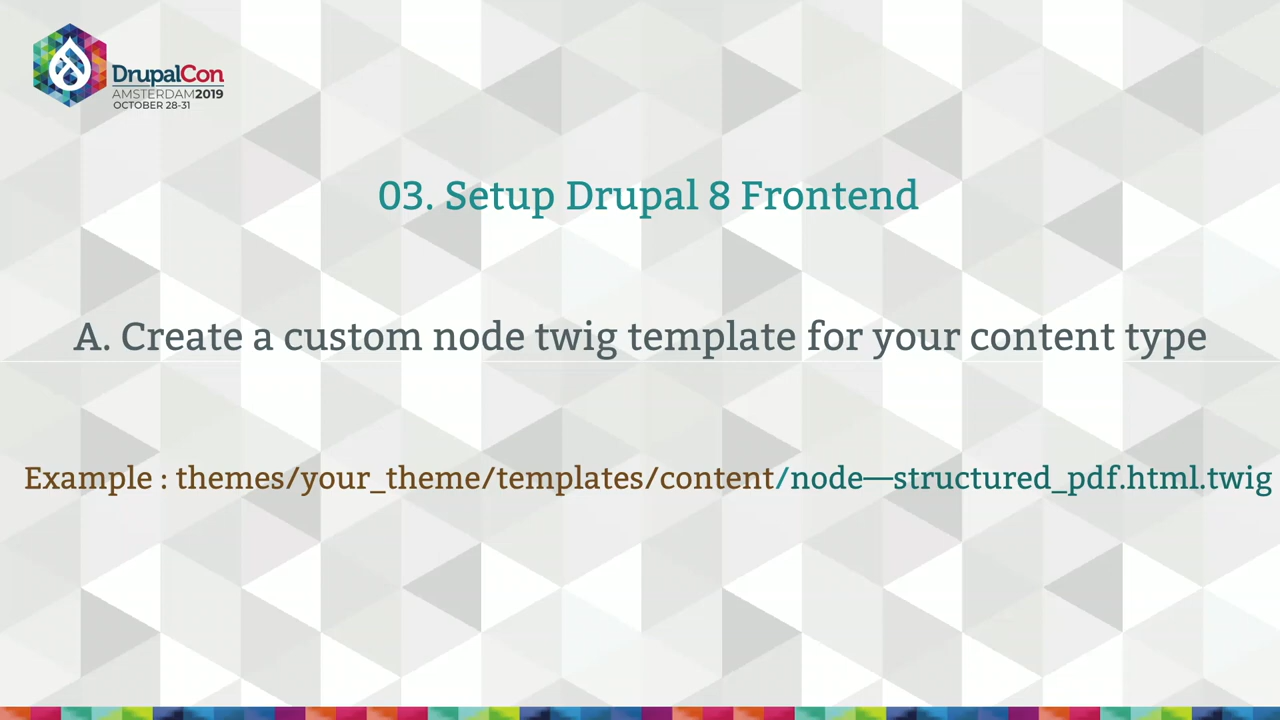 DrupalCon
AMSTERDAM2019
OCTOBER 28-31
03. Setup Drupal 8 Frontend
A. Create a custom node twig template for your content type
Example : themes/your_theme/templates/content/node—structured_pdf.html.twig